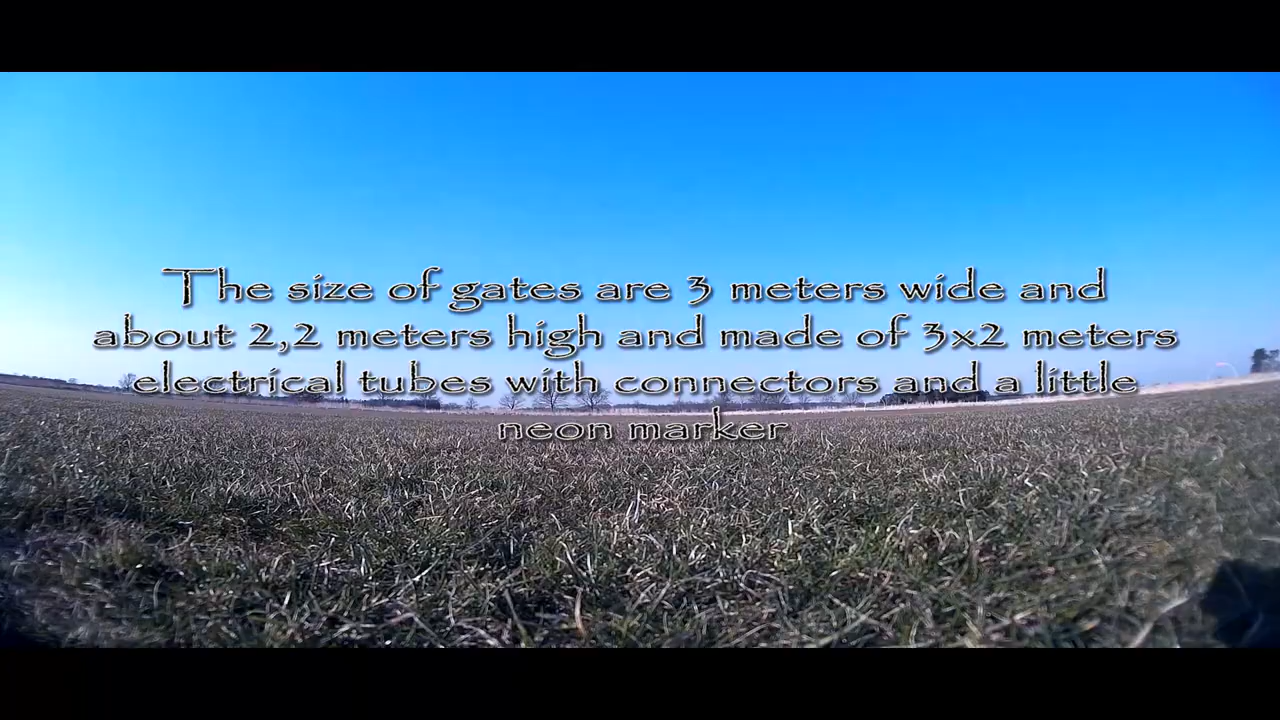 The size of gates are 3 meters wide and
about 2,2 meters high and made of 3x2 meters
electrical tubes with connectors and a little
neon marker